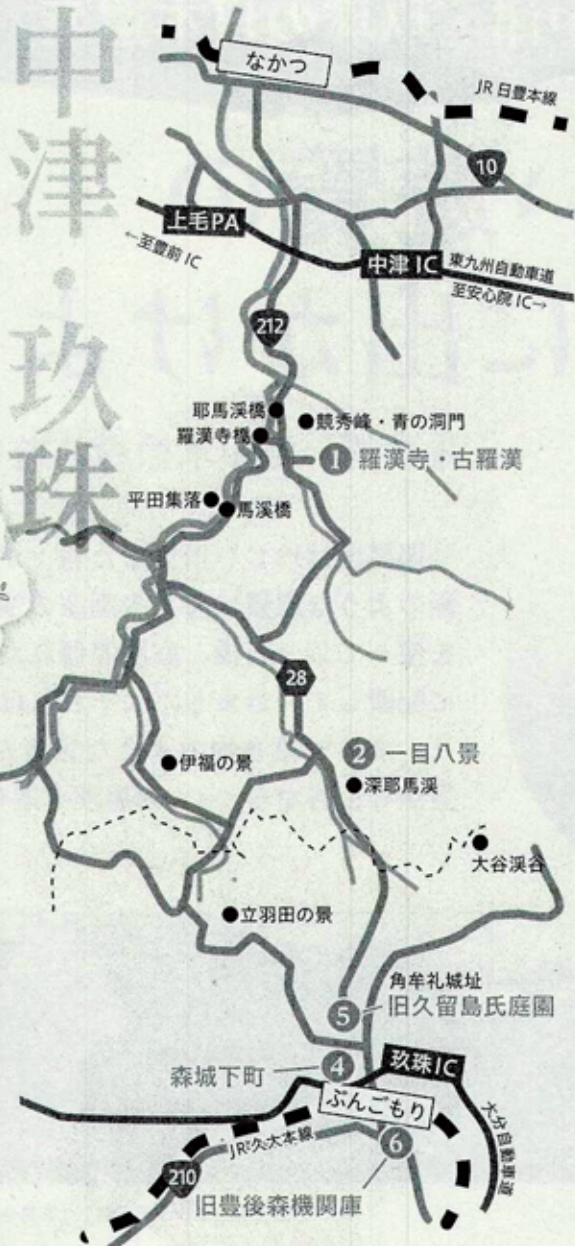 中津・玖珠
なかつ
JR日豊本線
10
上毛PA
←至豊前IC
中津IC
東九州自動車道
至安心院IC→
212
耶馬渓橋
競秀峰・青の洞門
羅漢寺橋
1 羅漢寺・古羅漢
平田集落
馬溪橋
28
2 一目八景
伊福の景
深耶馬渓
大谷渓谷
立羽田の景
角牟礼城址
5 旧久留島氏庭園
玖珠IC
森城下町
4
ぶんごもり
大分自動車道
JR久大本線
6
210
旧豊後森機関庫